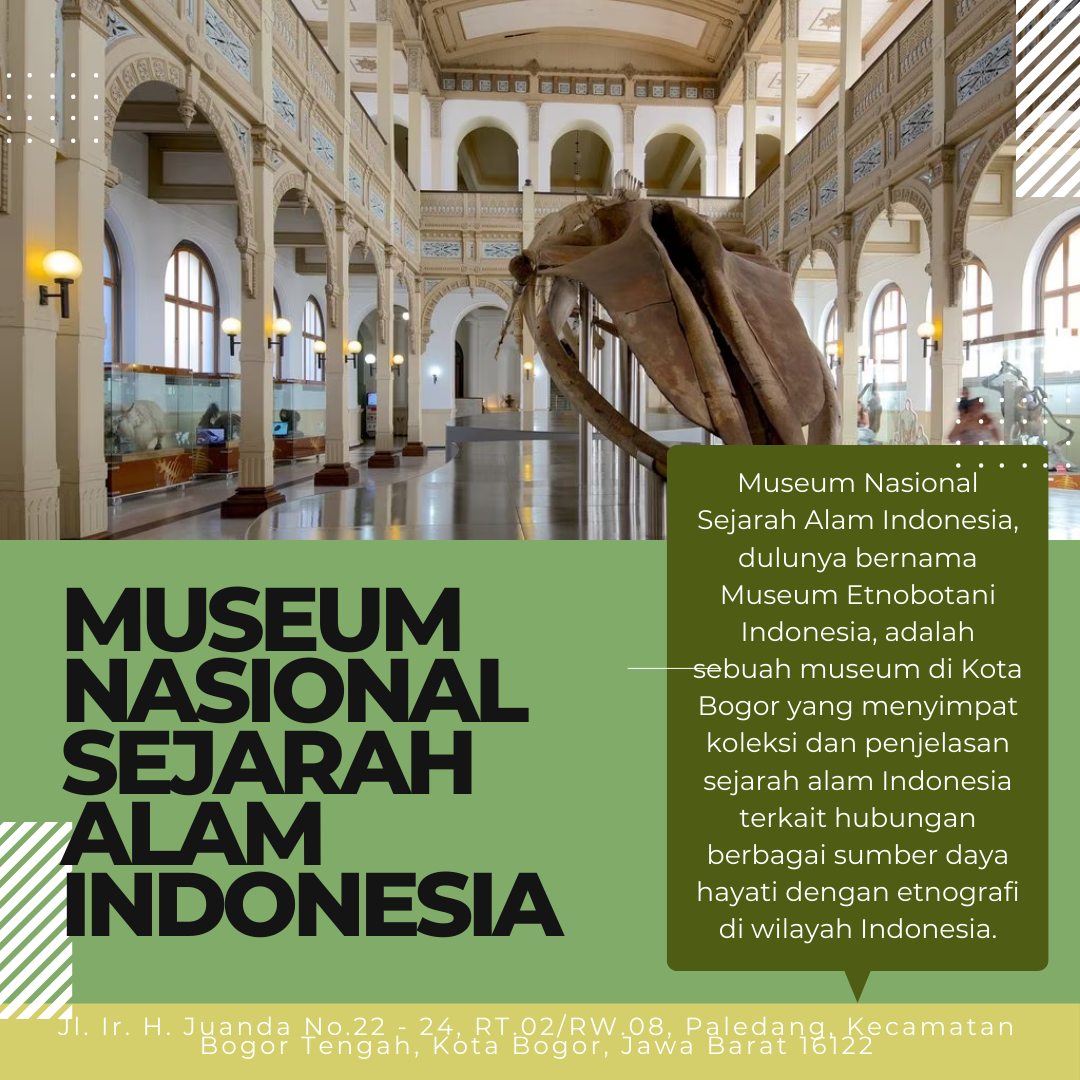 MUSEUM
NASIONAL
SEJARAH
ALAM
INDONESIA
Museum Nasional
Sejarah Alam Indonesia,
dulunya bernama
Museum Etnobotani
Indonesia, adalah
sebuah museum di Kota
Bogor yang menyimpat
koleksi dan penjelasan
sejarah alam Indonesia
terkait hubungan
berbagai sumber daya
hayati dengan etnografi
di wilayah Indonesia.
Jl. Ir. H. Juanda No.22 - 24, RT.02/RW.08, Paledang, Kecamatan
Bogor Tengah, Kota Bogor, Jawa Barat 16122